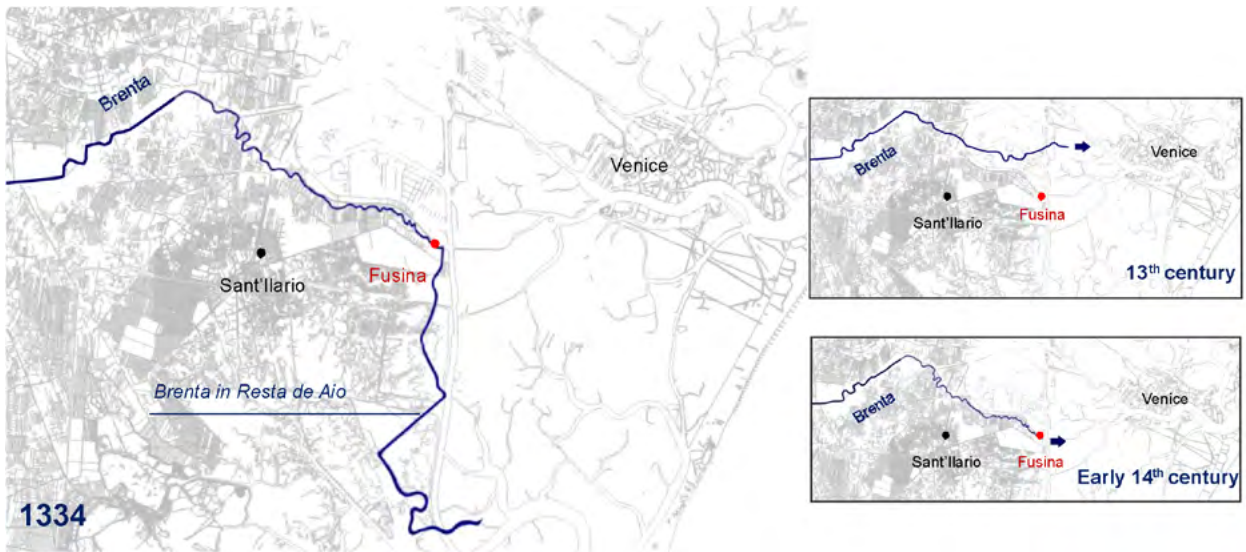 Brenta
Venice
Sant'Ilario
Fusina
Brenta in Resta de Aio
1334
Brenta
Venice
Sant'Ilario
Fusina
13th century
Brenta
Venice
Sant'Ilario
Fusina
Early 14th century